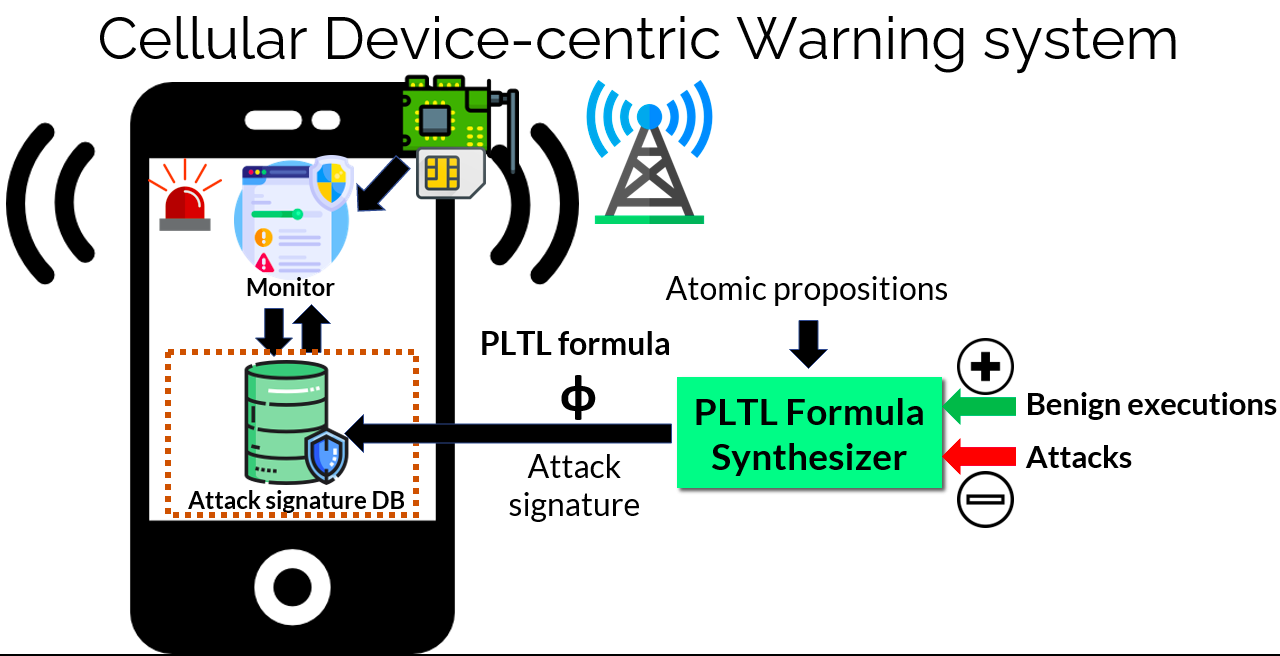 Cellular Device-centric Warning system
Monitor
Atomic propositions
PLTL formula
ϕ
PLTL Formula
Synthesizer
Benign executions
Attacks
Attack
signature
Attack signature DB